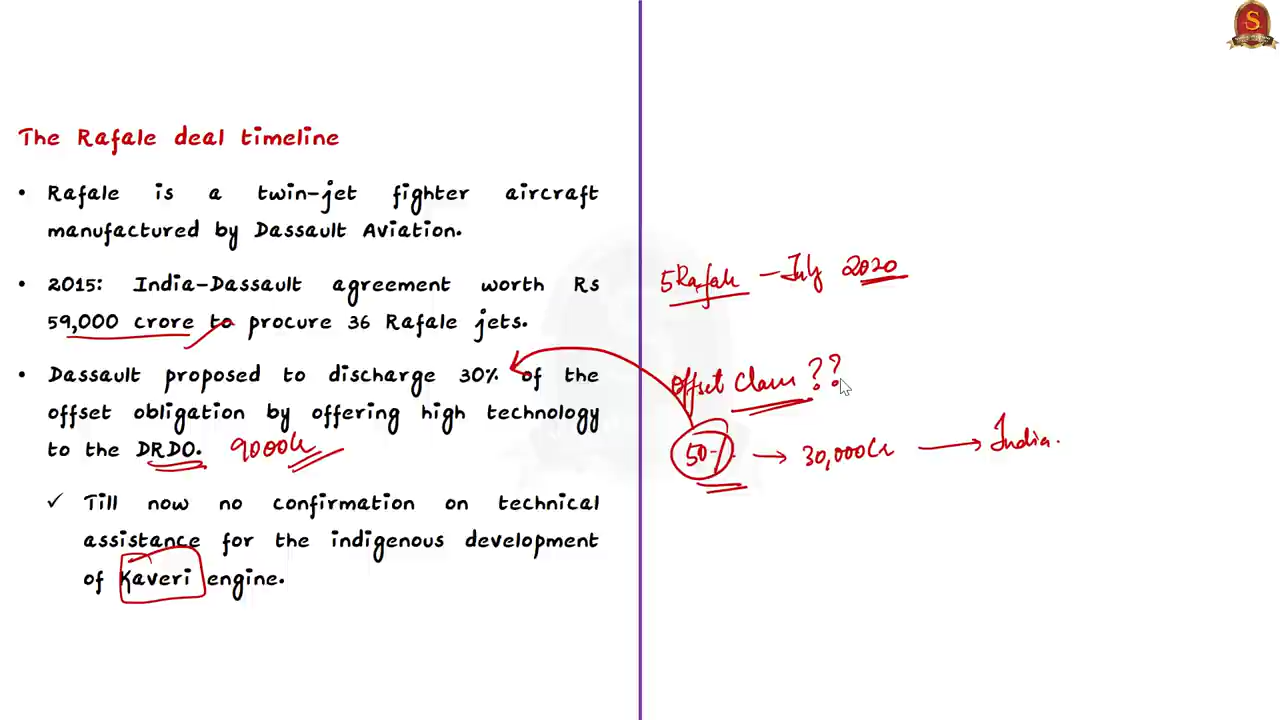 The Rafale deal timeline
• Rafale is a twin-jet fighter aircraft
manufactured by Dassault Aviation.
• 2015: India-Dassault agreement worth Rs
59,000 crore to procure 36 Rafale jets.
• Dassault proposed to discharge 30% of the
offset obligation by offering high technology
to the DRDO. 9000Cr
✓ Till now no confirmation on technical
assistance for the indigenous development
of Kaveri engine.
5 Rafale – July 2020
Offset Claus ??
50% → 30,000Cr → India.
S